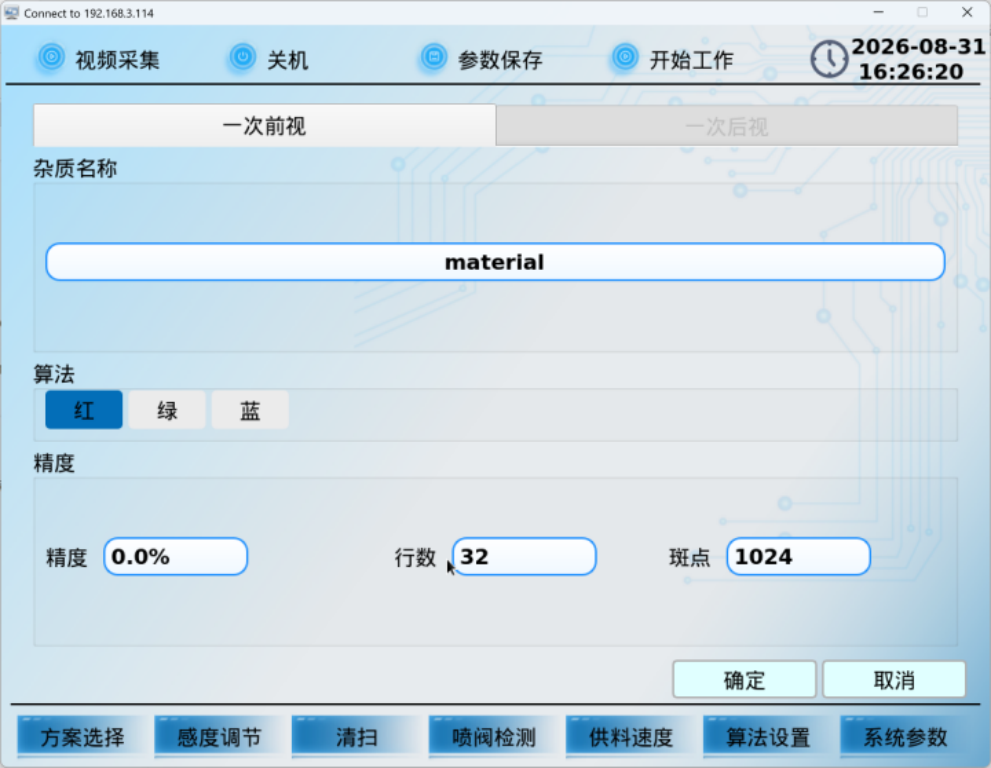 Connect to 192.168.3.114
视频采集 关机 参数保存 开始工作 2026-08-31
16:26:20
一次前视 一次后视
杂质名称
material
算法
红 绿 蓝
精度
精度 0.0% 行数 32 斑点 1024
确定 取消
方案选择 感度调节 清扫 喷阀检测 供料速度 算法设置 系统参数